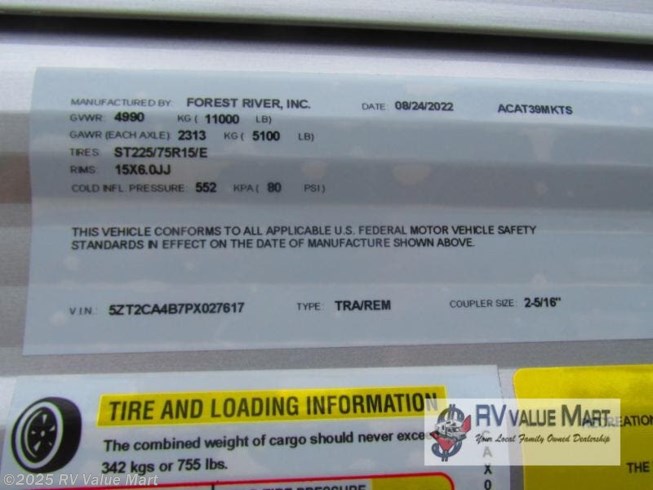 MANUFACTURED BY: FOREST RIVER, INC. DATE: 08/24/2022 ACAT39MKTS
GVWR: 4990 KG ( 11000 LB)
GAWR (EACH AXLE) 2313 KG ( 5100 LB)
TIRES ST225/75R15/E
RIMS 15X6.0JJ
COLD INFL. PRESSURE: 552 KPA ( 80 PSI)
THIS VEHICLE CONFORMS TO ALL APPLICABLE U.S. FEDERAL MOTOR VEHICLE SAFETY
STANDARDS IN EFFECT ON THE DATE OF MANUFACTURE SHOWN ABOVE.
V I N. 5ZT2CA4B7PX027617 TYPE: TRA/REM COUPLER SIZE: 2-5/16"
TIRE AND LOADING INFORMATION
The combined weight of cargo should never
342 kgs or 755 lbs.
RV VALUE MART
Your Local Family Owned Dealership
THE
©2025 RV Value Mart